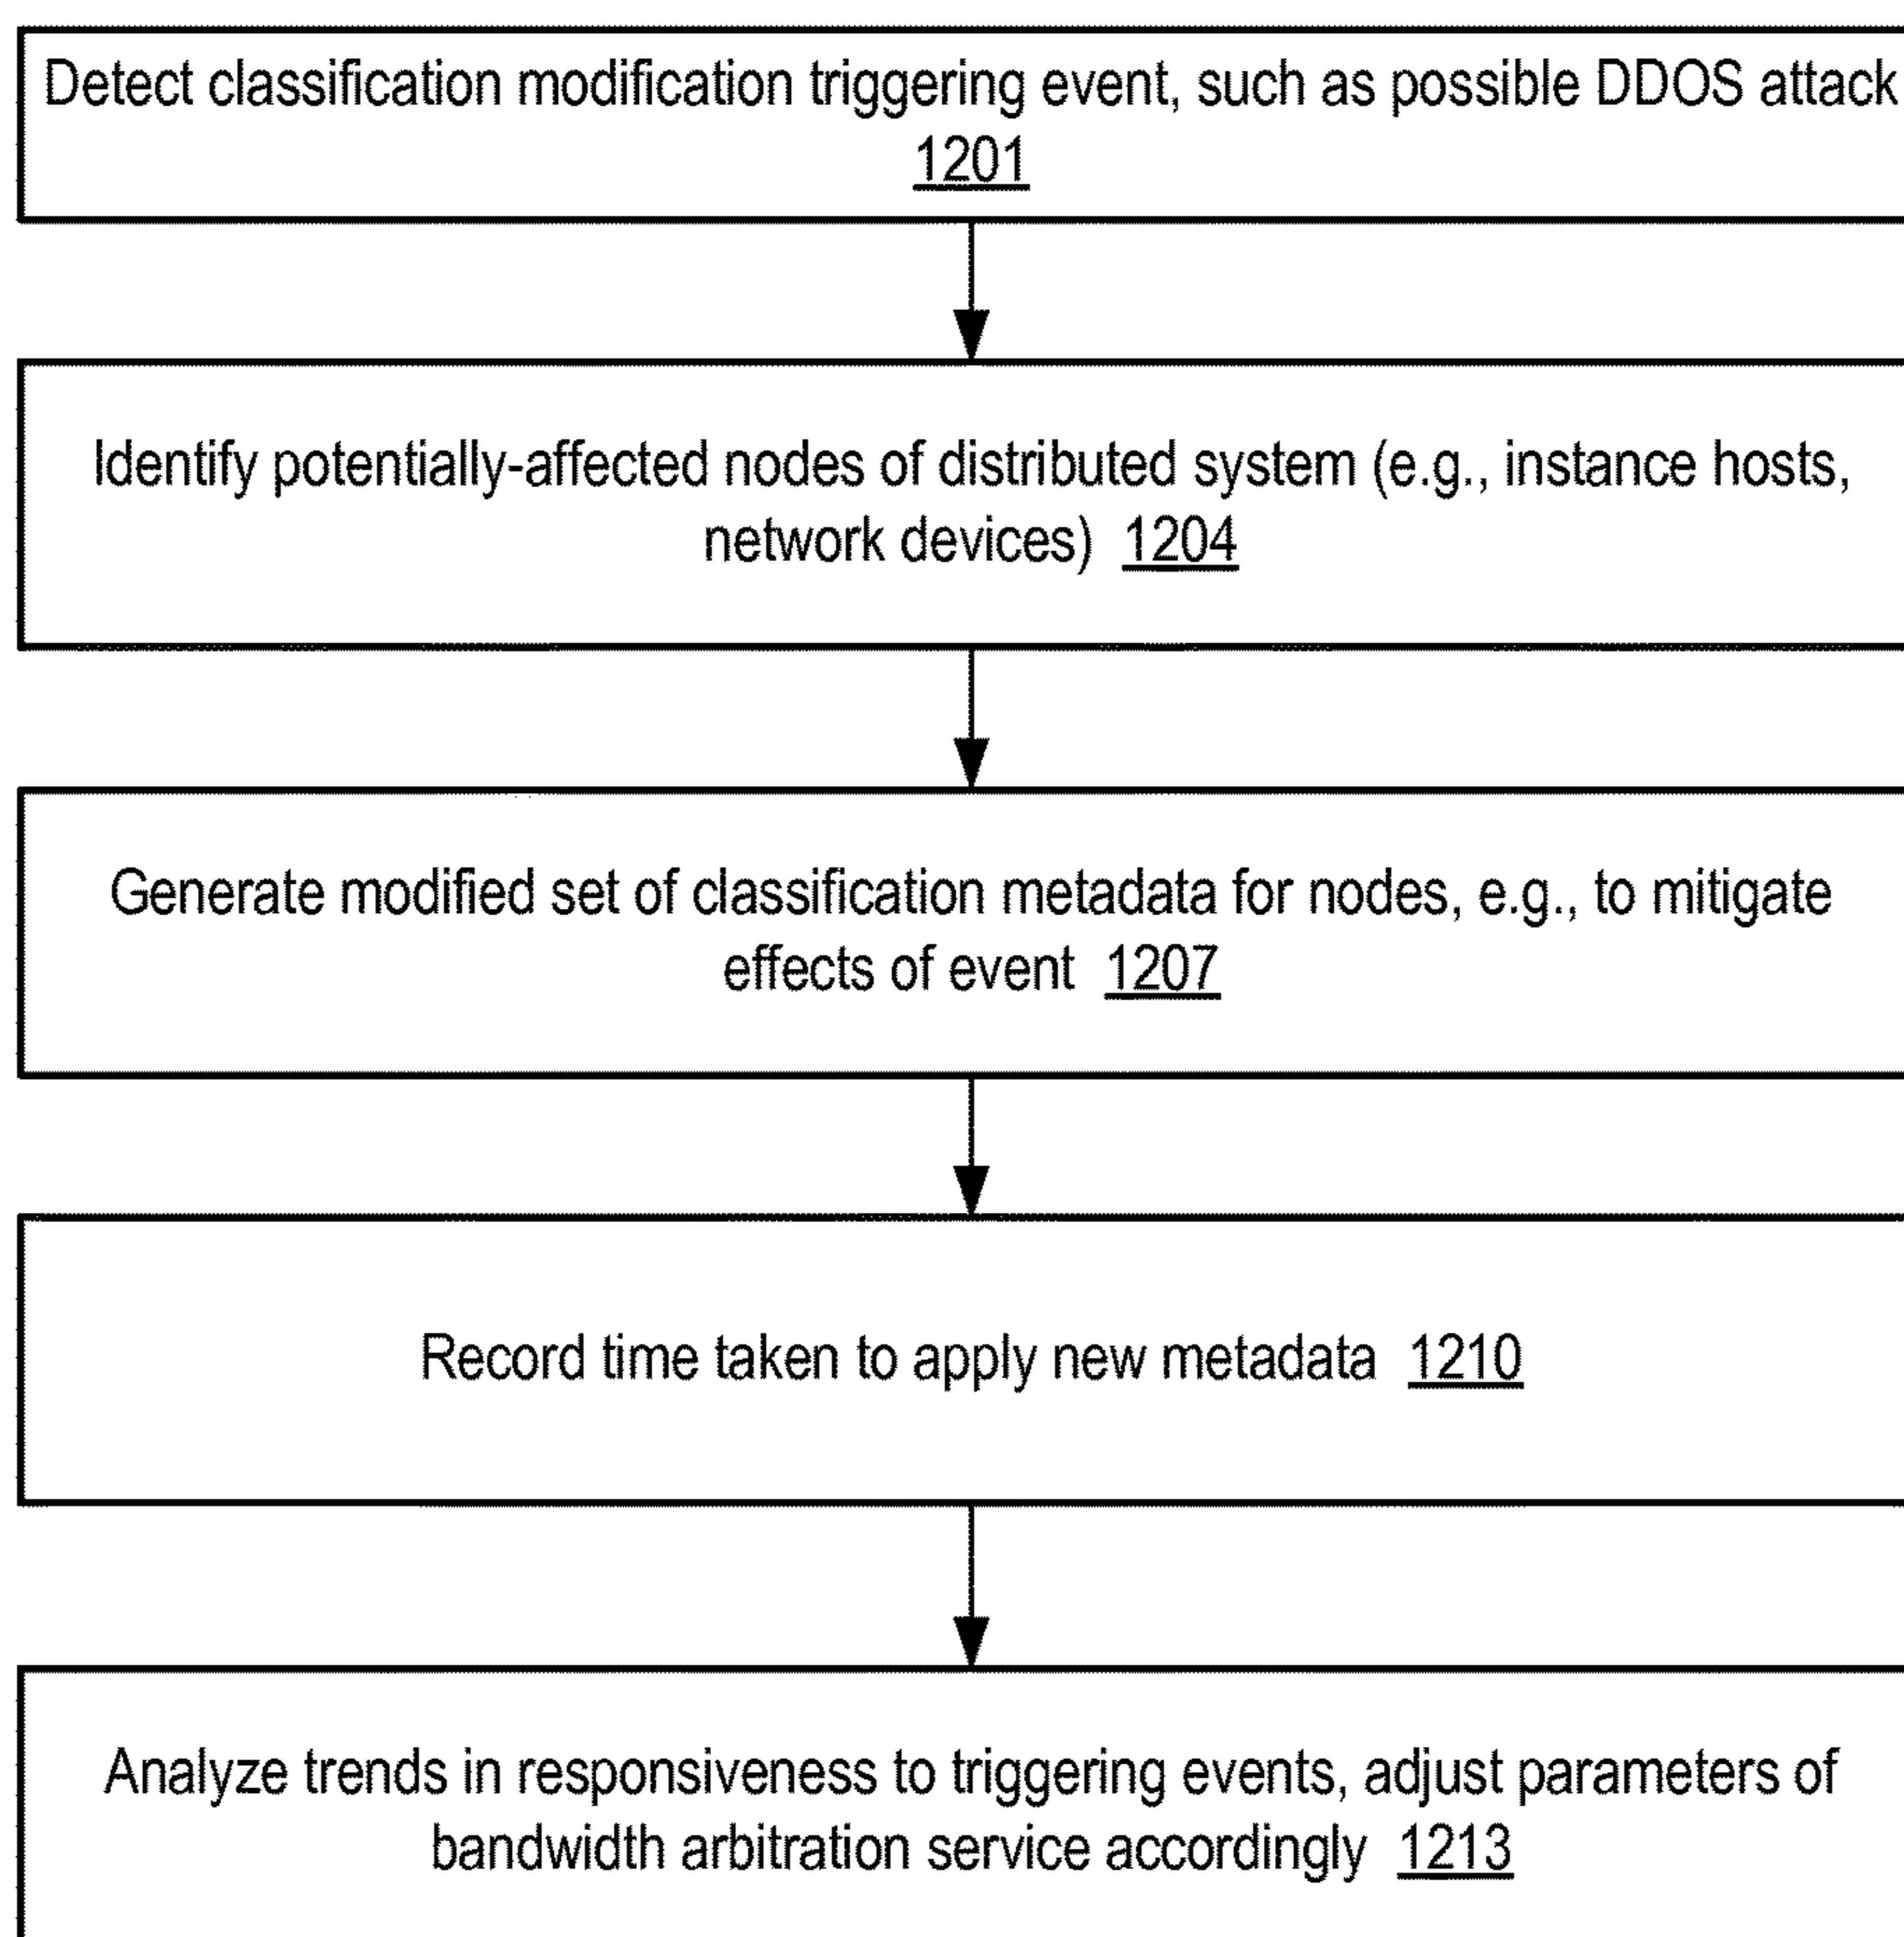 Detect classification modification triggering event, such as possible DDOS attack
1201
Identify potentially-affected nodes of distributed system (e.g., instance hosts,
network devices) 1204
Generate modified set of classification metadata for nodes, e.g., to mitigate
effects of event 1207
Record time taken to apply new metadata 1210
Analyze trends in responsiveness to triggering events, adjust parameters of
bandwidth arbitration service accordingly 1213